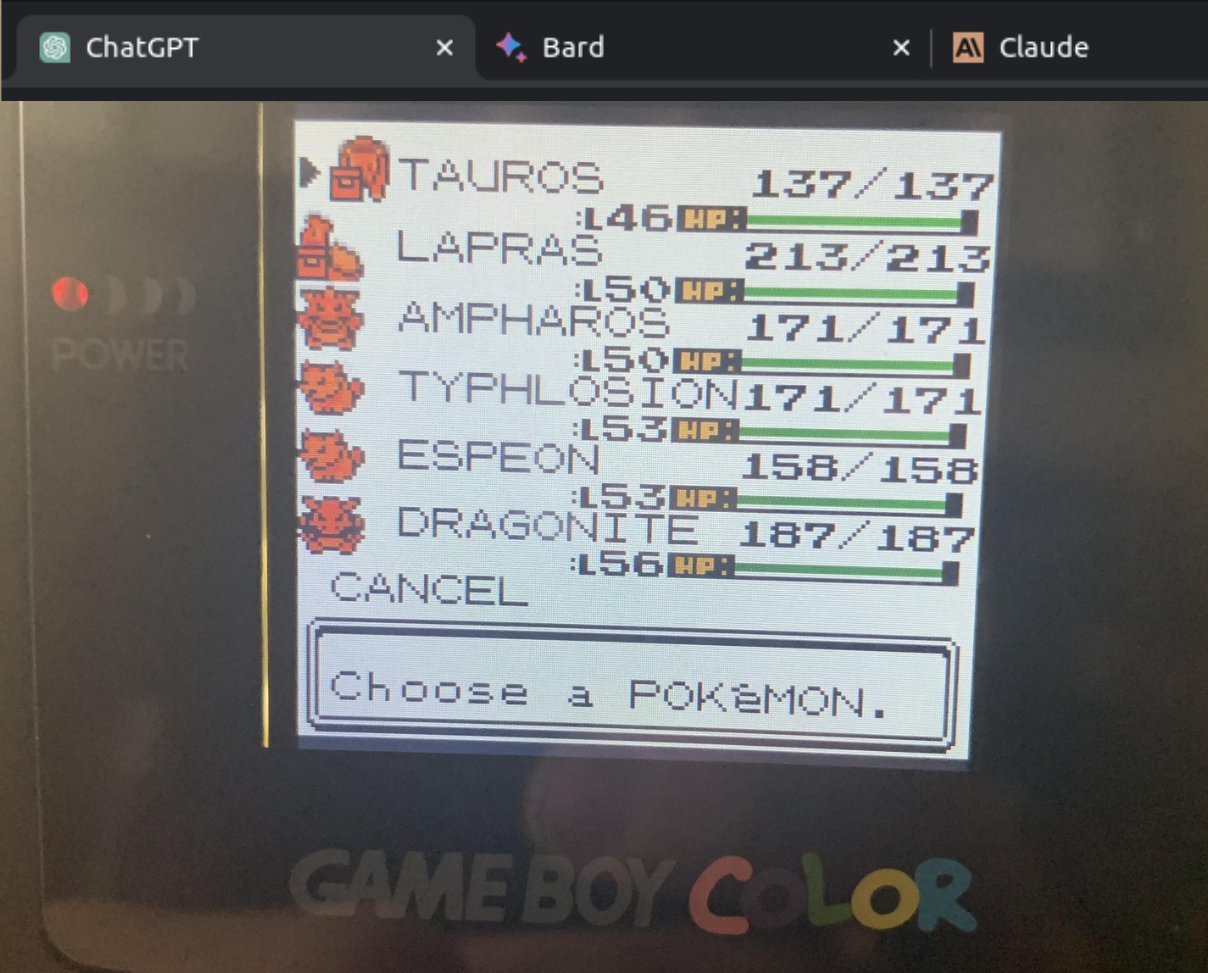 ChatGPT Bard Claude
TAUROS 137/137
:L46 HP:
LAPRAS 213/213
:L50 HP:
AMPHAROS 171/171
:L50 HP:
TYPHLOSION 171/171
:L53 HP:
ESPEON 158/158
:L53 HP:
DRAGONITE 187/187
:L56 HP:
CANCEL
Choose a POKéMON.
POWER
GAME BOY COLOR